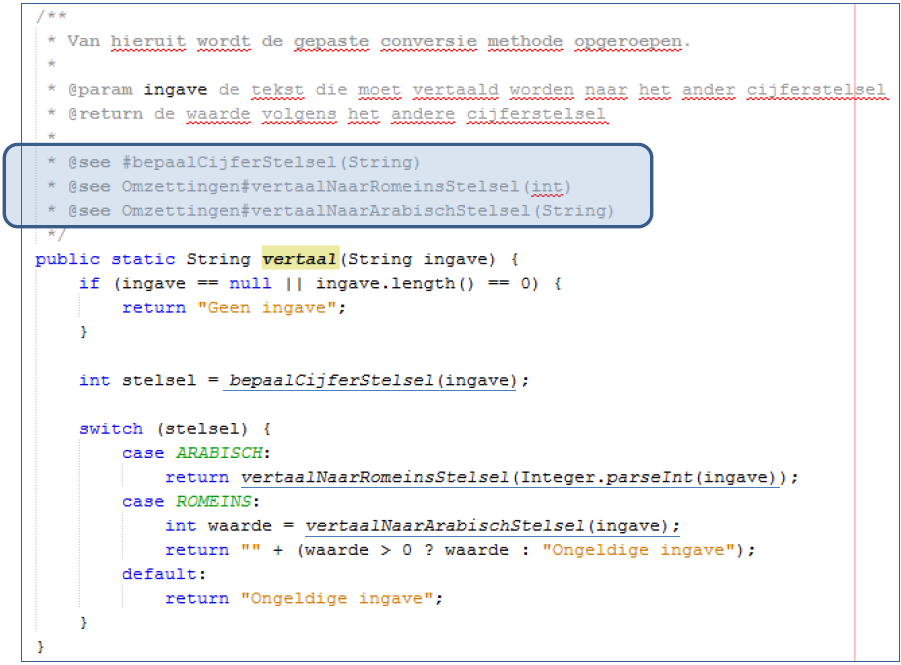 /**
 * Van hieruit wordt de gepaste conversie methode opgeroepen.
 *
 * @param ingave de tekst die moet vertaald worden naar het ander cijferstelsel
 * @return de waarde volgens het andere cijferstelsel
 *
 * @see #bepaalCijferStelsel(String)
 * @see Omzettingen#vertaalNaarRomeinsStelsel(int)
 * @see Omzettingen#vertaalNaarArabischStelsel(String)
 */
public static String vertaal(String ingave) {
    if (ingave == null || ingave.length() == 0) {
        return "Geen ingave";
    }

    int stelsel = bepaalCijferStelsel(ingave);

    switch (stelsel) {
        case ARABISCH:
            return vertaalNaarRomeinsStelsel(Integer.parseInt(ingave));
        case ROMEINS:
            int waarde = vertaalNaarArabischStelsel(ingave);
            return "" + (waarde > 0 ? waarde : "Ongeldige ingave");
        default:
            return "Ongeldige ingave";
    }
}